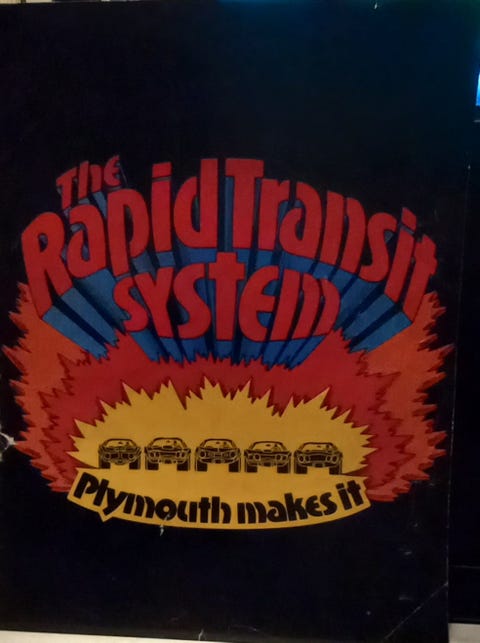 The
Rapid Transit
System
Plymouth makes it